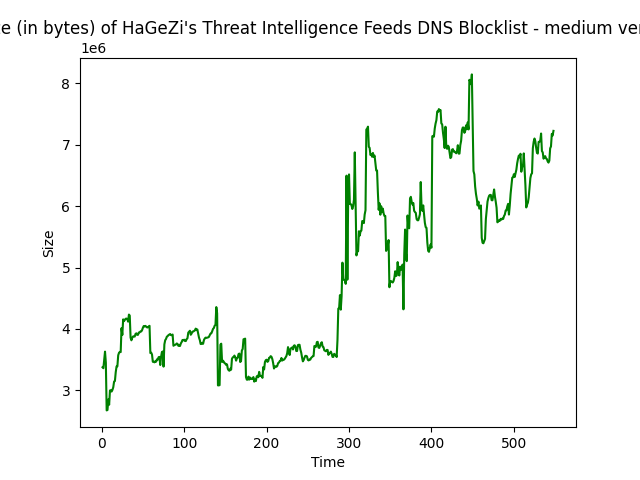 (in bytes) of HaGeZi's Threat Intelligence Feeds DNS Blocklist - medium
1e6
8
7
6
5
4
3
Size
0 100 200 300 400 500
Time